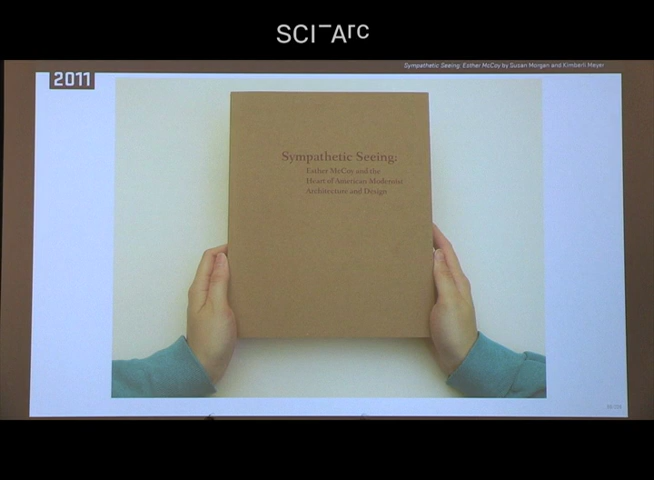 SCI-Arc
Sympathetic Seeing: Esther McCoy by Susan Morgan and Kimberli Meyer
2011
Sympathetic Seeing:
Esther McCoy and the
Heart of American Modernist
Architecture and Design